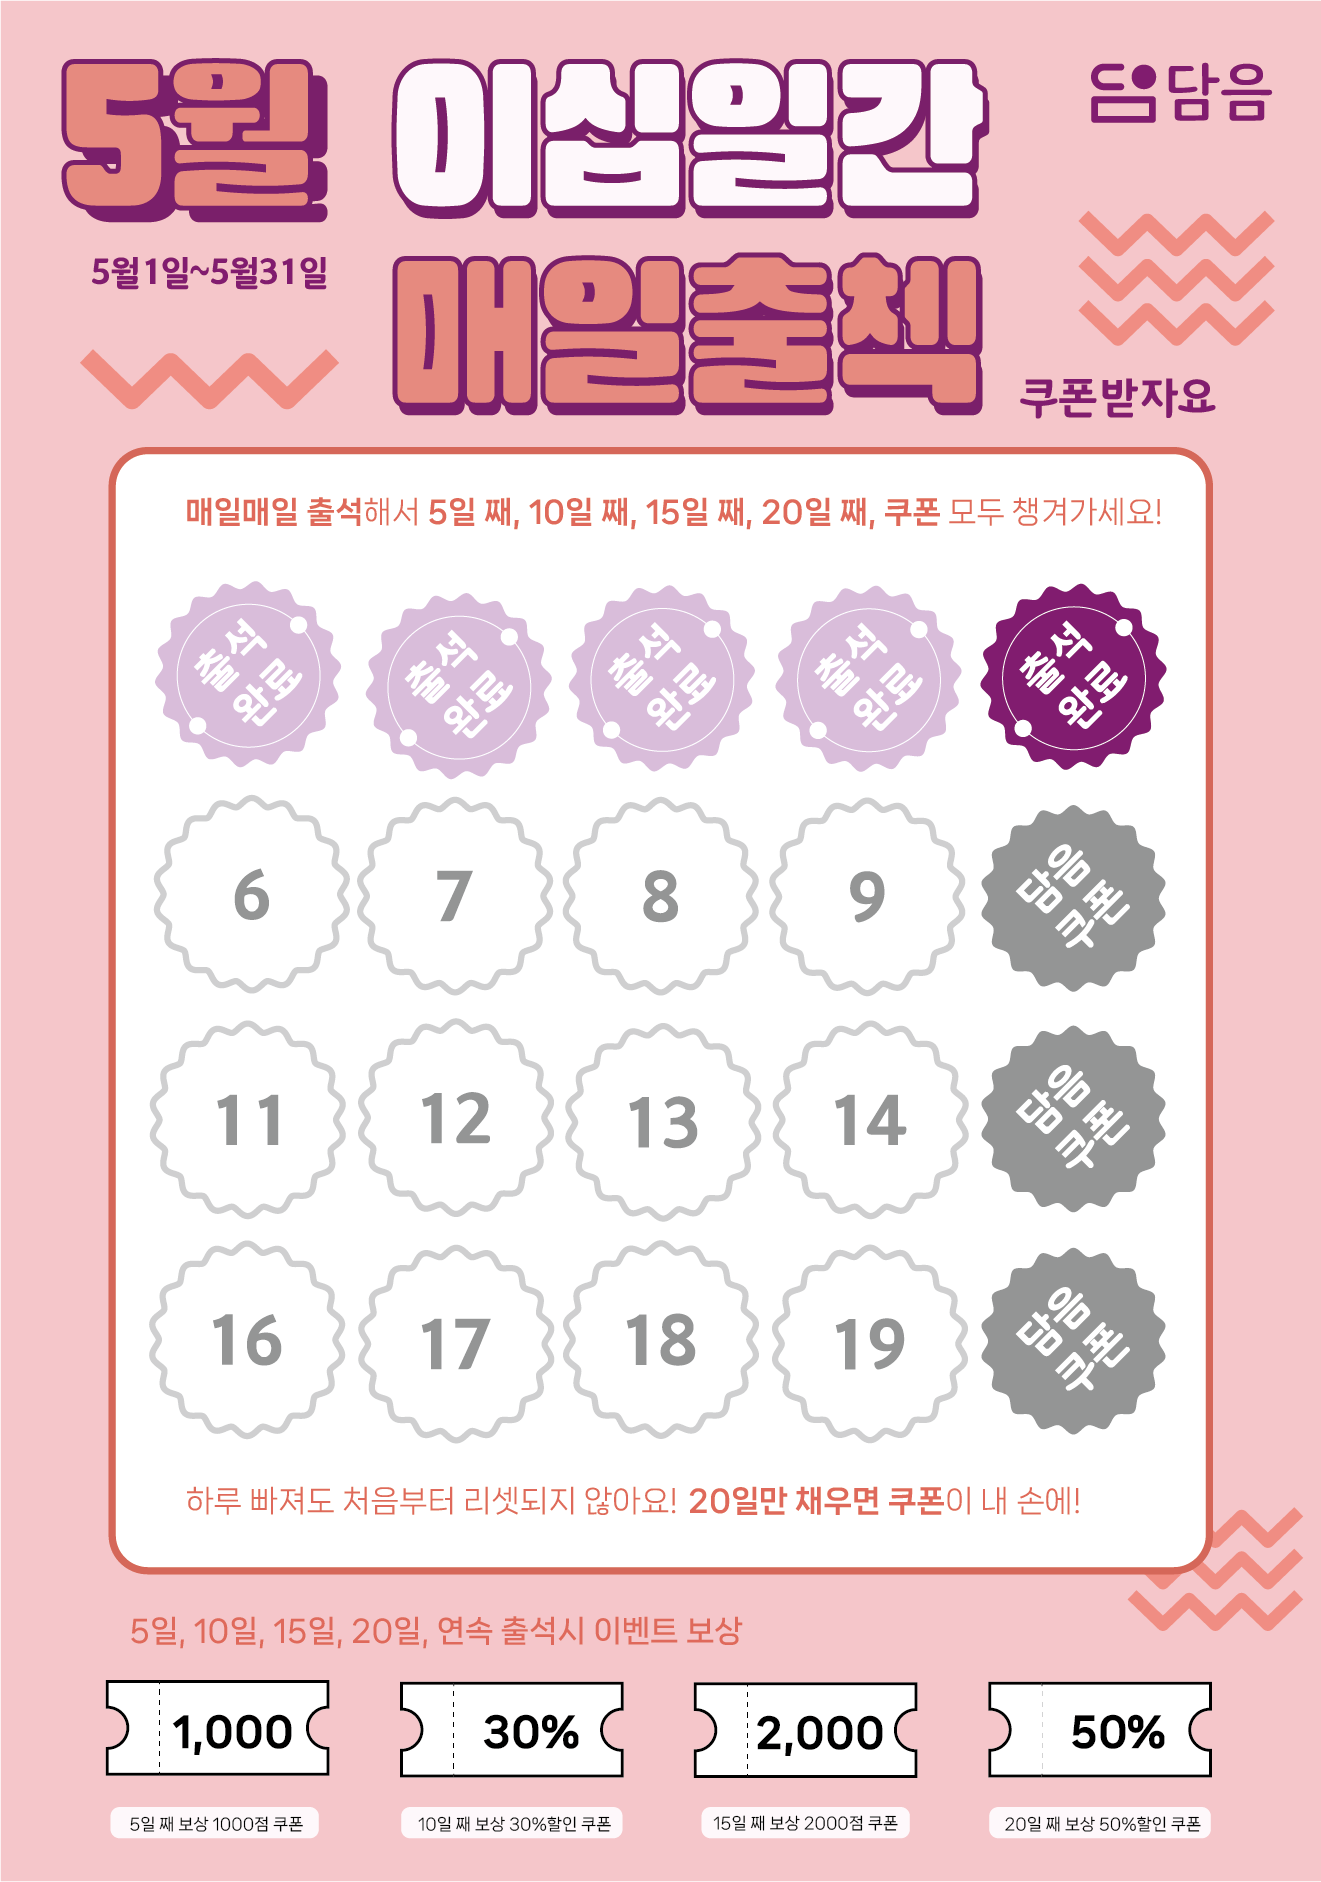 5월 이십일간
담음
5월1일~5월31일
매일출첵
쿠폰받자요
매일매일 출석해서 5일 째, 10일 째, 15일 째, 20일 째, 쿠폰 모두 챙겨가세요!
출석 완료
출석 완료
출석 완료
출석 완료
출석 완료
6
7
8
9
담음 쿠폰
11
12
13
14
담음 쿠폰
16
17
18
19
담음 쿠폰
하루 빠져도 처음부터 리셋되지 않아요! 20일만 채우면 쿠폰이 내 손에!
5일, 10일, 15일, 20일, 연속 출석시 이벤트 보상
1,000
30%
2,000
50%
5일 째 보상 1000점 쿠폰
10일 째 보상 30%할인 쿠폰
15일 째 보상 2000점 쿠폰
20일 째 보상 50%할인 쿠폰